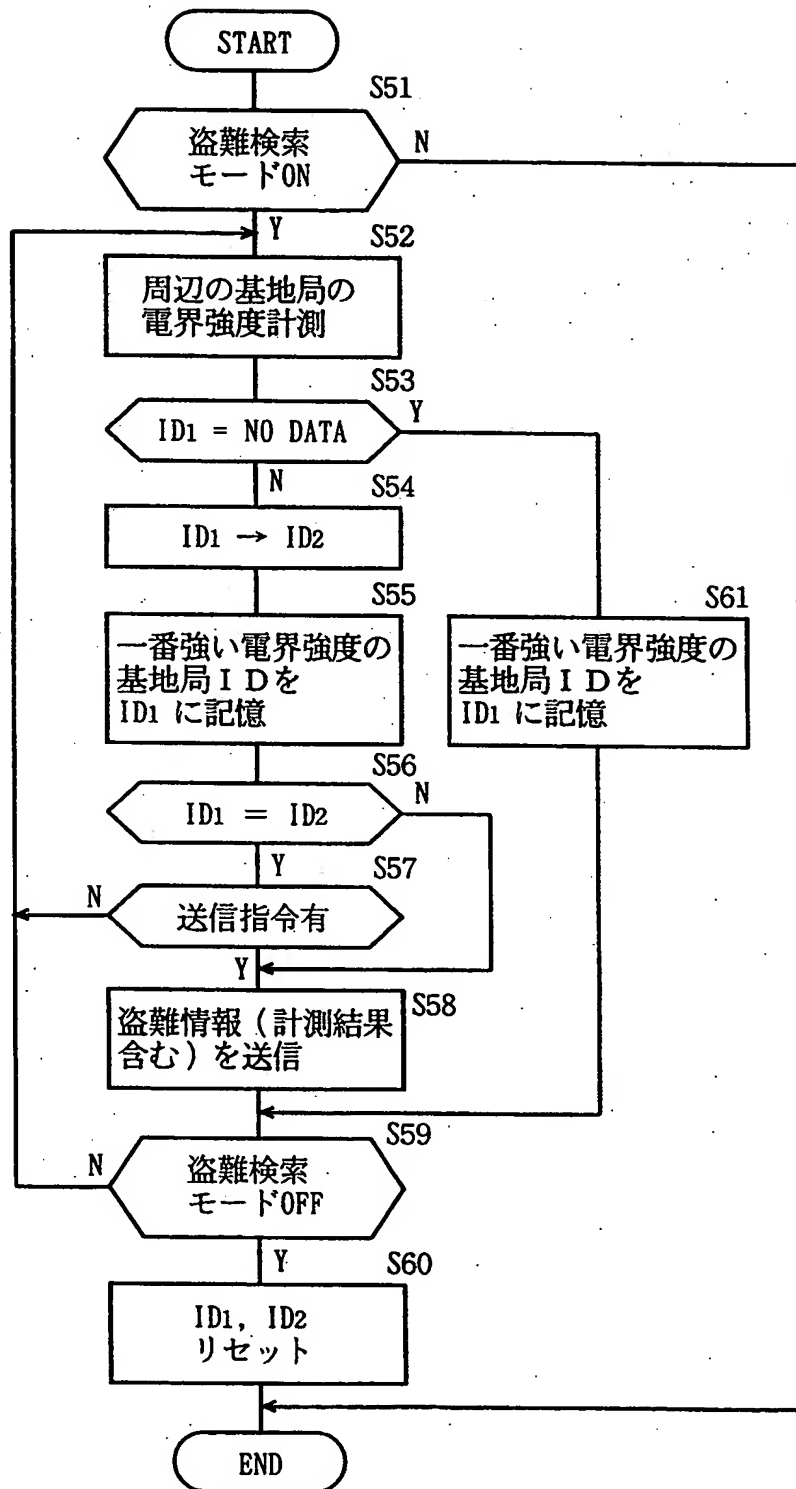 START
S51
盗難検索
モードON
N
Y
S52
周辺の基地局の
電界強度計測
S53
ID1 = NO DATA
Y
N
S54
ID1 → ID2
S55
一番強い電界強度の
基地局IDを
ID1 に記憶
S61
一番強い電界強度の
基地局IDを
ID1 に記憶
S56
ID1 = ID2
N
Y
S57
N
送信指令有
Y
S58
盗難情報（計測結果
含む）を送信
S59
N
盗難検索
モードOFF
Y
S60
ID1, ID2
リセット
END